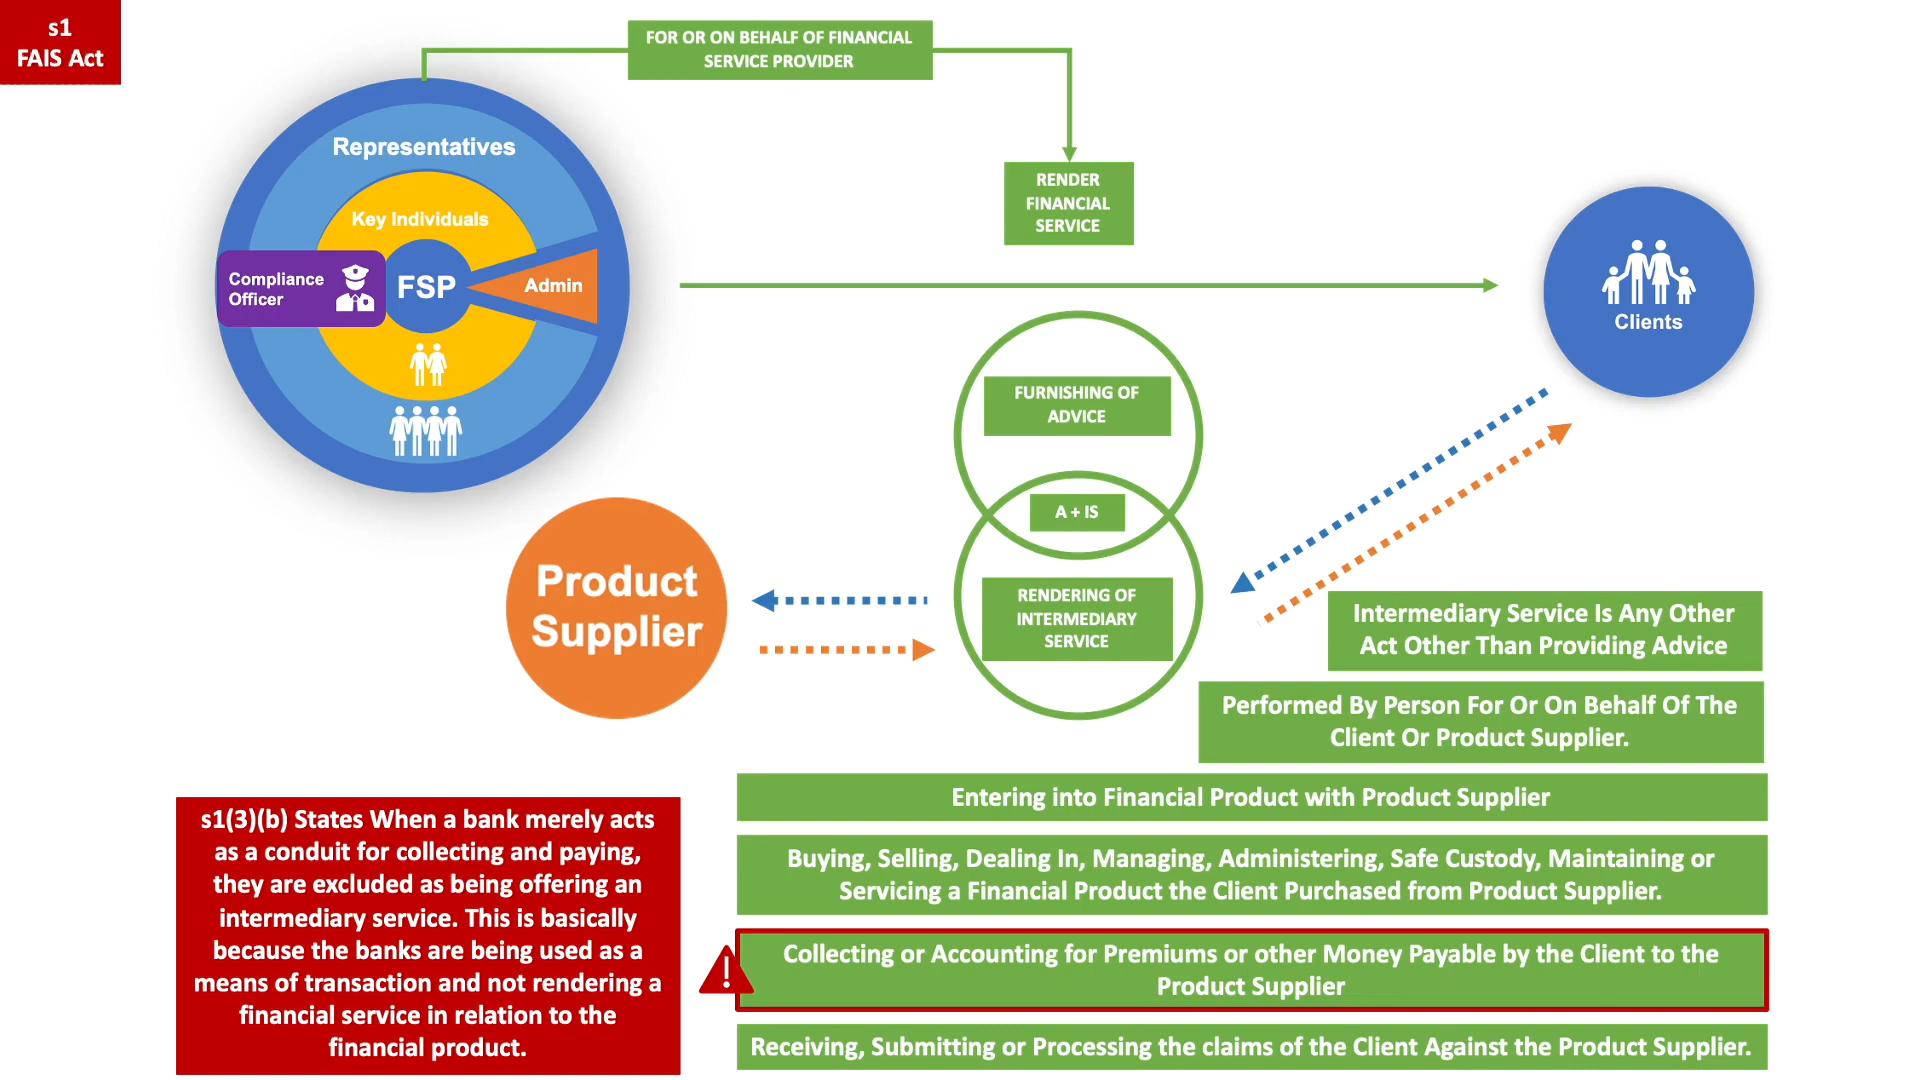 s1
FAIS Act
FOR OR ON BEHALF OF FINANCIAL
SERVICE PROVIDER
Representatives
Key Individuals
Compliance
Officer
FSP
Admin
RENDER
FINANCIAL
SERVICE
Clients
FURNISHING OF
ADVICE
A + IS
RENDERING OF
INTERMEDIARY
SERVICE
Product
Supplier
Intermediary Service Is Any Other
Act Other Than Providing Advice
Performed By Person For Or On Behalf Of The
Client Or Product Supplier.
Entering into Financial Product with Product Supplier
Buying, Selling, Dealing In, Managing, Administering, Safe Custody, Maintaining or
Servicing a Financial Product the Client Purchased from Product Supplier.
Collecting or Accounting for Premiums or other Money Payable by the Client to the
Product Supplier
Receiving, Submitting or Processing the claims of the Client Against the Product Supplier.
s1(3)(b) States When a bank merely acts
as a conduit for collecting and paying,
they are excluded as being offering an
intermediary service. This is basically
because the banks are being used as a
means of transaction and not rendering a
financial service in relation to the
financial product.